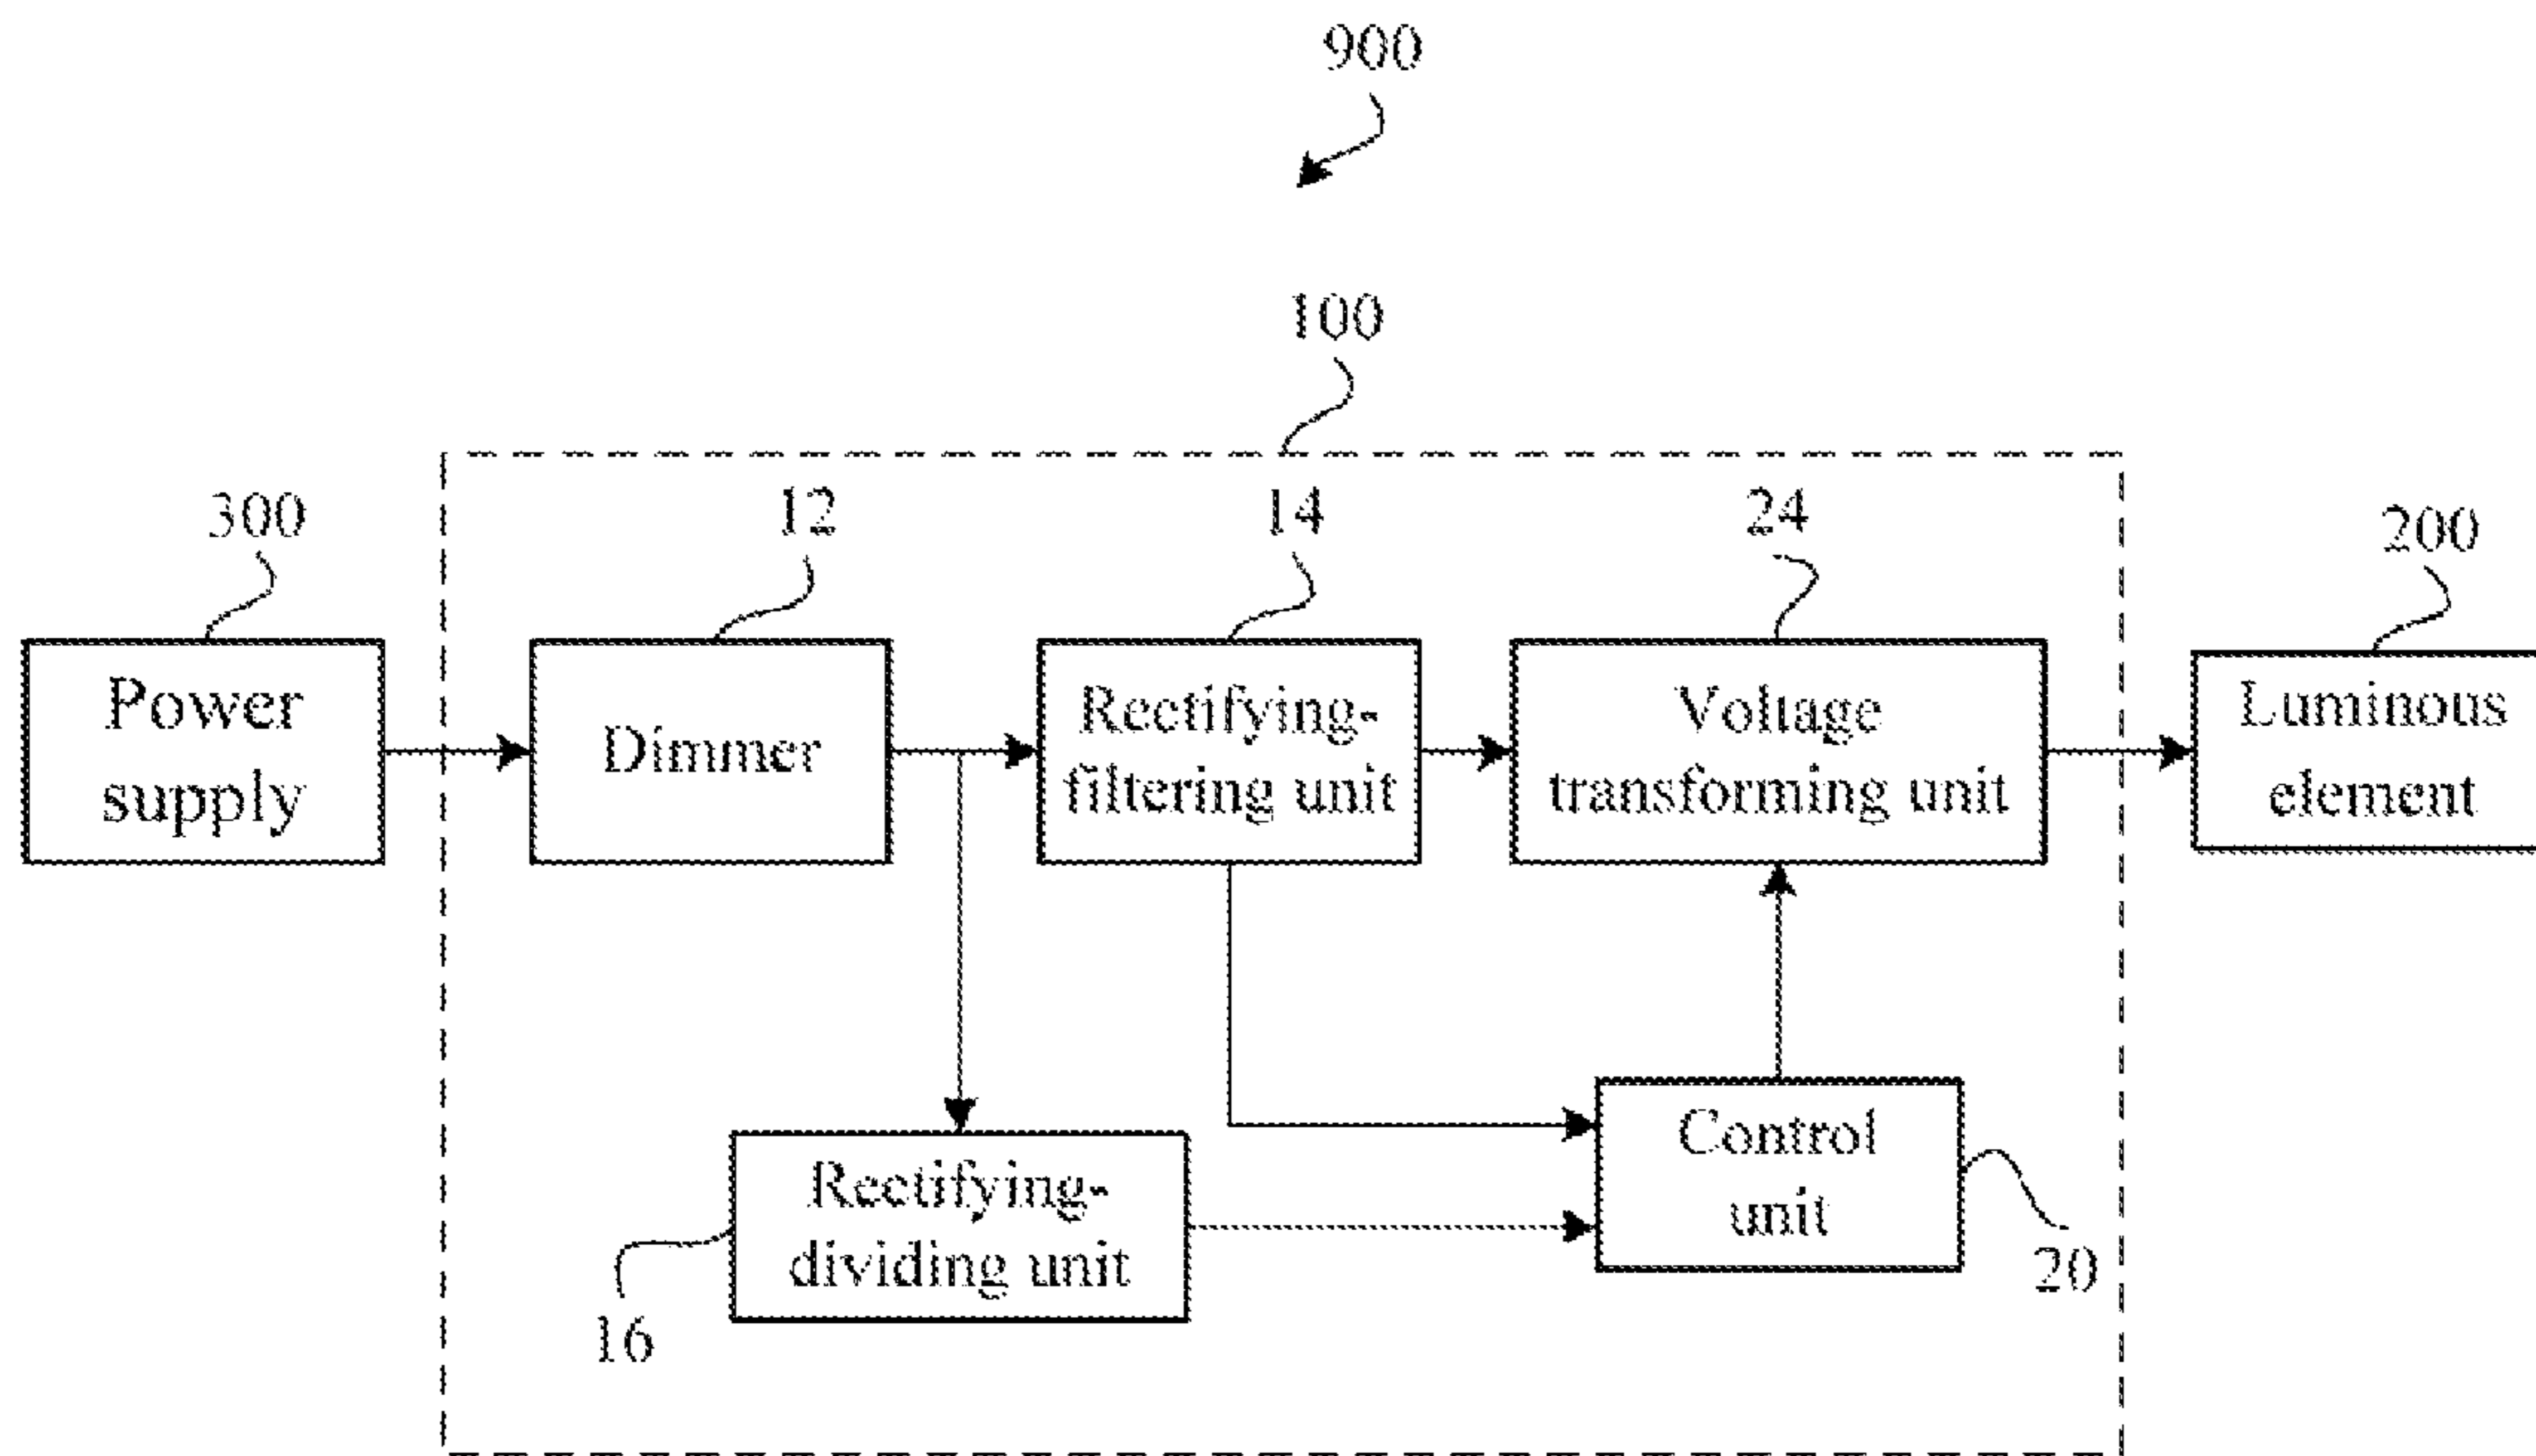 900
100
300
12
14
24
200
Power
supply
Dimmer
Rectifying-
filtering unit
Voltage
transforming unit
Luminous
element
Rectifying-
dividing unit
Control
unit
16
20